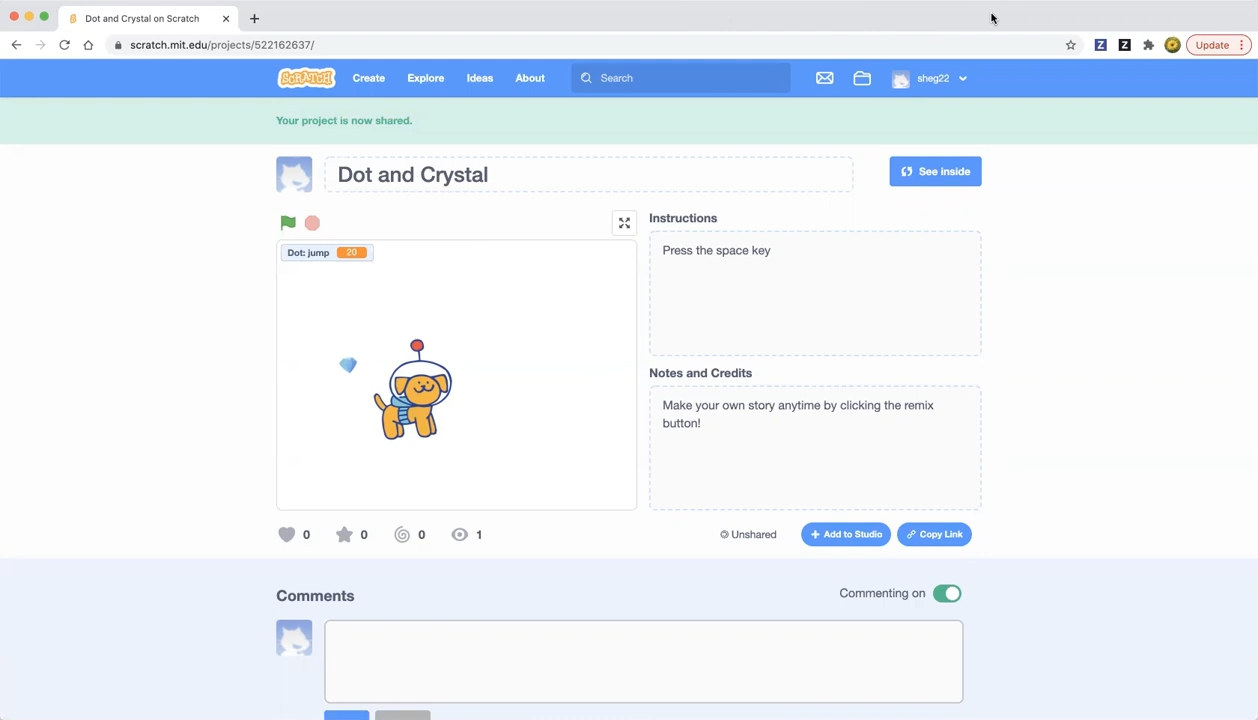 Dot and Crystal on Scratch
scratch.mit.edu/projects/522162637/
Z
Z
Update
SCRATCH
Create
Explore
Ideas
About
Search
sheg22
Your project is now shared.
Dot and Crystal
See inside
Instructions
Dot: jump 20
Press the space key
Notes and Credits
Make your own story anytime by clicking the remix
button!
0
0
0
1
Unshared
Add to Studio
Copy Link
Comments
Commenting on